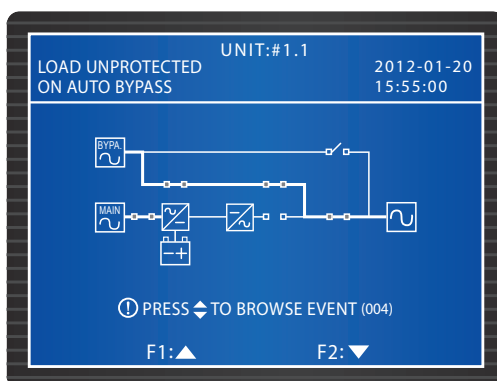 UNIT:#1.1
LOAD UNPROTECTED
ON AUTO BYPASS
2012-01-20
15:55:00
BYPA.
MAIN
PRESS TO BROWSE EVENT (004)
F1:
F2: